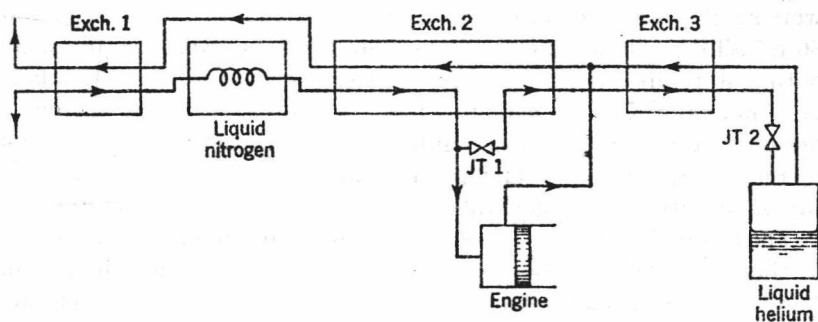 Exch. 1
Exch. 2
Exch. 3
Liquid
nitrogen
JT 1
JT 2
Engine
Liquid
helium